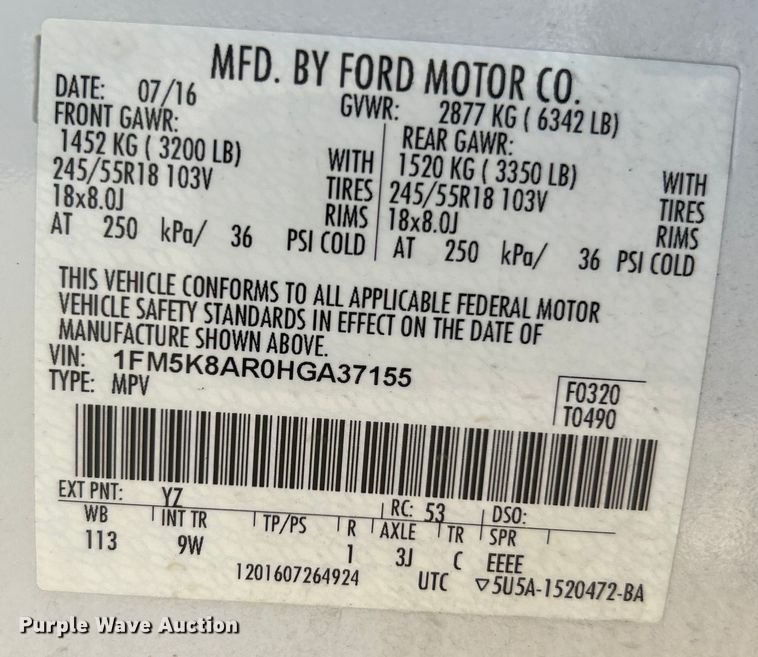 MFD. BY FORD MOTOR CO.
DATE: 07/16 GVWR: 2877 KG ( 6342 LB)
FRONT GAWR: REAR GAWR:
1452 KG ( 3200 LB) WITH 1520 KG ( 3350 LB) WITH
245/55R18 103V TIRES 245/55R18 103V TIRES
18x8.0J RIMS 18x8.0J RIMS
AT 250 kPa/ 36 PSI COLD AT 250 kPa/ 36 PSI COLD
THIS VEHICLE CONFORMS TO ALL APPLICABLE FEDERAL MOTOR
VEHICLE SAFETY STANDARDS IN EFFECT ON THE DATE OF
MANUFACTURE SHOWN ABOVE.
VIN: 1FM5K8AR0HGA37155
TYPE: MPV
F0320
T0490
EXT PNT: YZ RC: 53 DSO:
WB INT TR TP/PS R AXLE TR SPR
113 9W 1 3J C EEEE
1201607264924 UTC ▽5U5A-1520472-BA
Purple Wave Auction